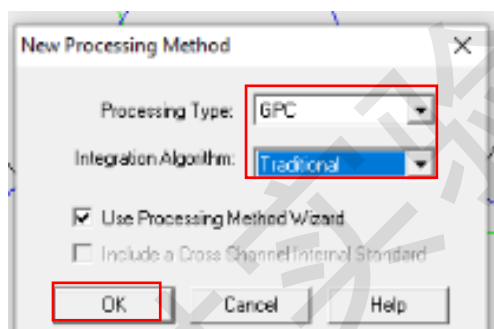 New Processing Method
Processing Type: GPC
Integration Algorithm: Traditional
Use Processing Method Wizard
Include a Cross Channel Internal Standard
OK Cancel Help